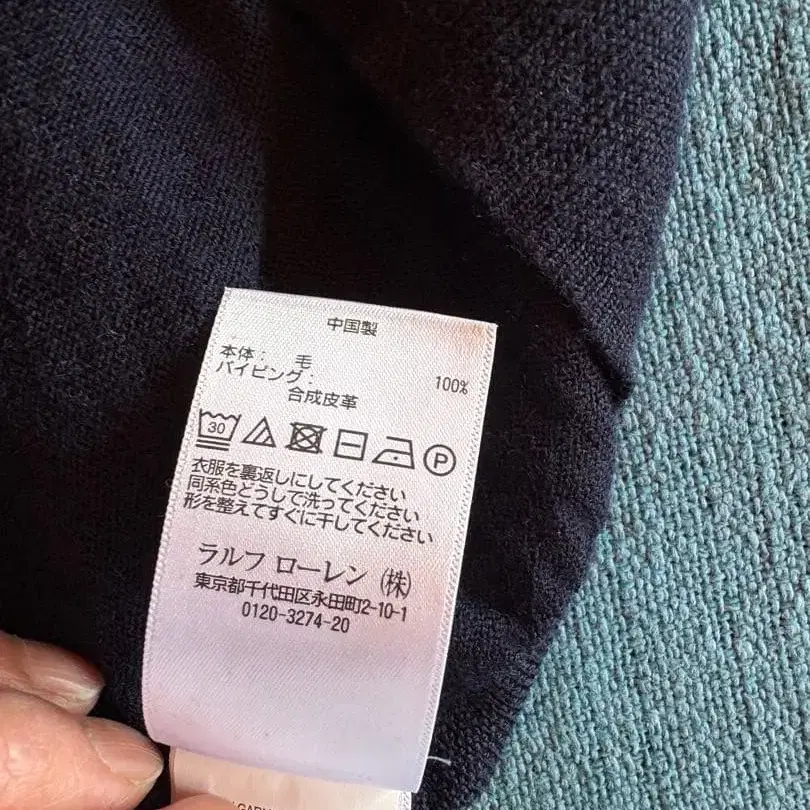 中国製
本体: 毛 100%
パイピング:
合成皮革
30 P
衣服を裏返しにしてください
同系色どうしで洗ってください
形を整えてすぐに干してください
ラルフ ローレン (株)
東京都千代田区永田町2-10-1
0120-3274-20